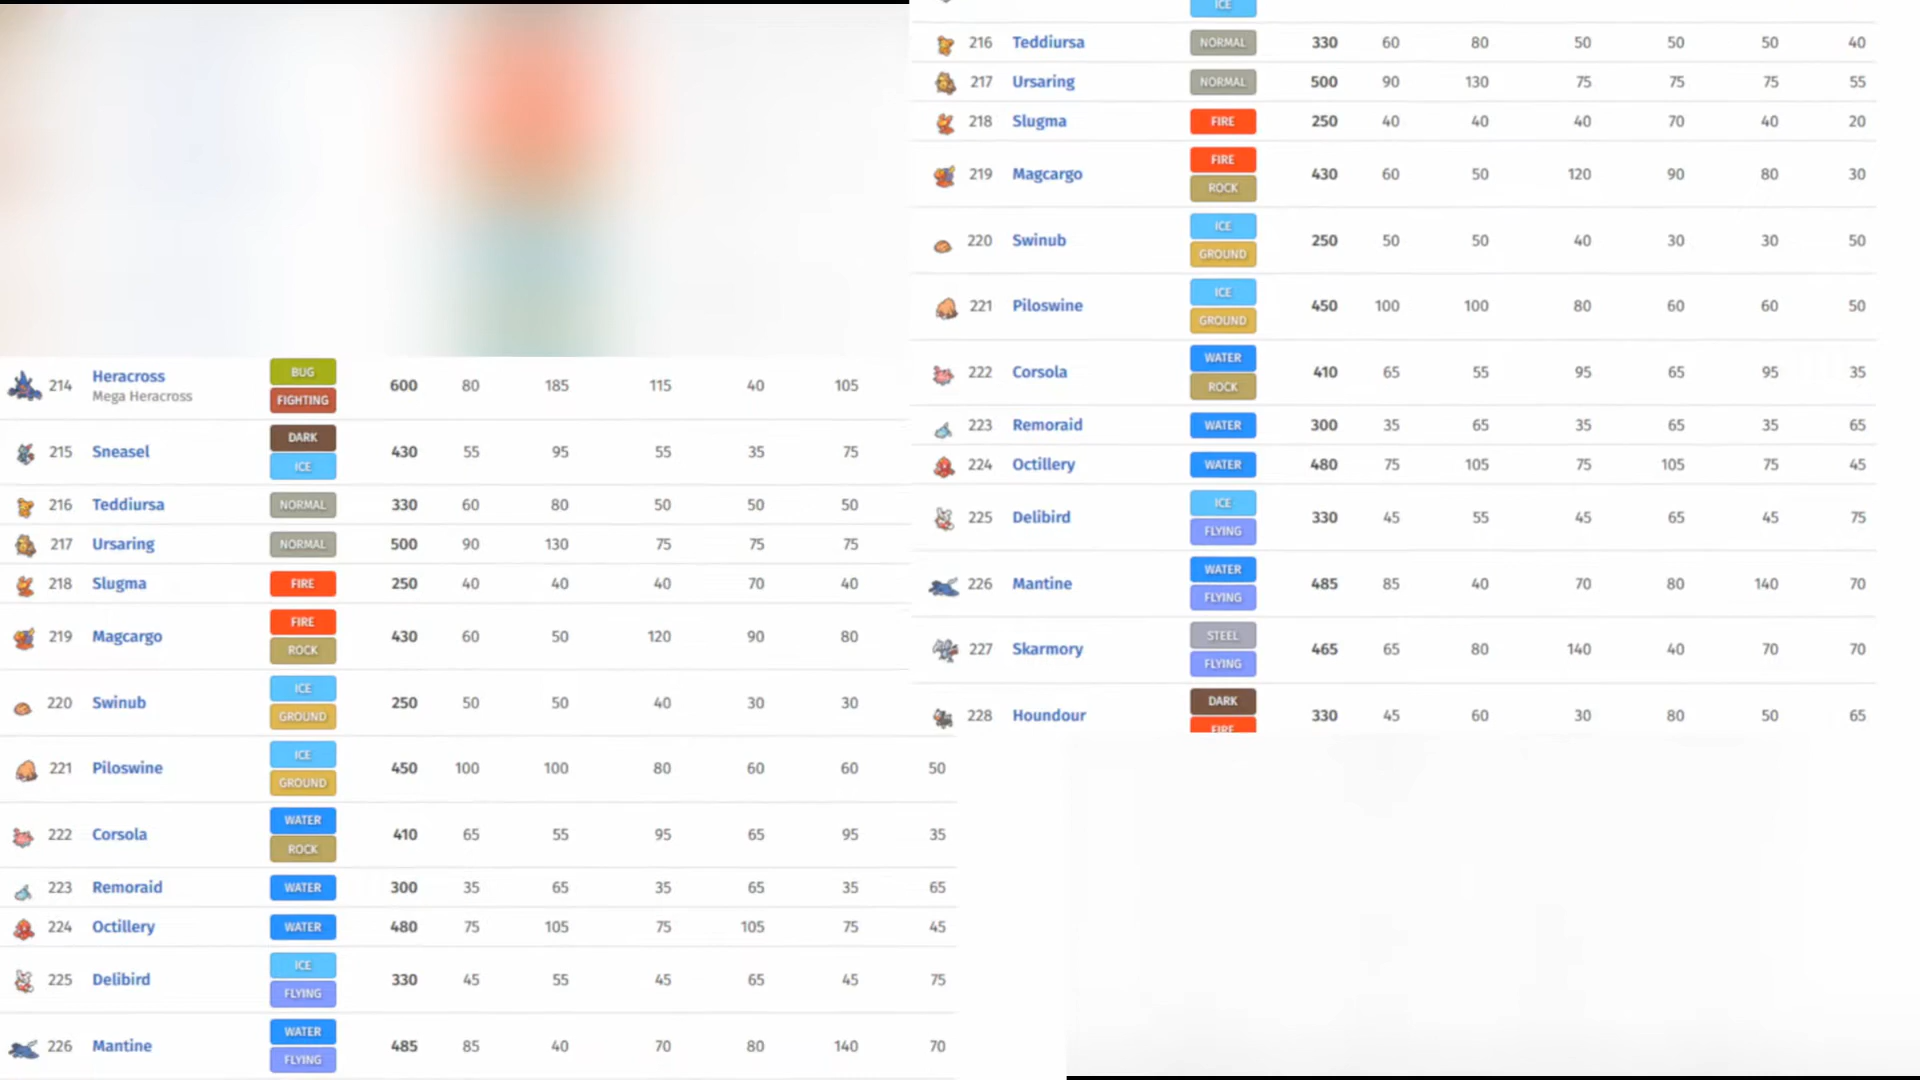 214 Heracross BUG 600 80 185 115 40 105
Mega Heracross FIGHTING
215 Sneasel DARK ICE 430 55 95 55 35 75
216 Teddiursa NORMAL 330 60 80 50 50 50
217 Ursaring NORMAL 500 90 130 75 75 75
218 Slugma FIRE 250 40 40 40 70 40
219 Magcargo FIRE ROCK 430 60 50 120 90 80
220 Swinub ICE GROUND 250 50 50 40 30 30
221 Piloswine ICE GROUND 450 100 100 80 60 60 50
222 Corsola WATER ROCK 410 65 55 95 65 95 35
223 Remoraid WATER 300 35 65 35 65 35 65
224 Octillery WATER 480 75 105 75 105 75 45
225 Delibird ICE FLYING 330 45 55 45 65 45 75
226 Mantine WATER FLYING 485 85 40 70 80 140 70
ICE
216 Teddiursa NORMAL 330 60 80 50 50 50 40
217 Ursaring NORMAL 500 90 130 75 75 75 55
218 Slugma FIRE 250 40 40 40 70 40 20
219 Magcargo FIRE ROCK 430 60 50 120 90 80 30
220 Swinub ICE GROUND 250 50 50 40 30 30 50
221 Piloswine ICE GROUND 450 100 100 80 60 60 50
222 Corsola WATER ROCK 410 65 55 95 65 95 35
223 Remoraid WATER 300 35 65 35 65 35 65
224 Octillery WATER 480 75 105 75 105 75 45
225 Delibird ICE FLYING 330 45 55 45 65 45 75
226 Mantine WATER FLYING 485 85 40 70 80 140 70
227 Skarmory STEEL FLYING 465 65 80 140 40 70 70
228 Houndour DARK FIRE 330 45 60 30 80 50 65